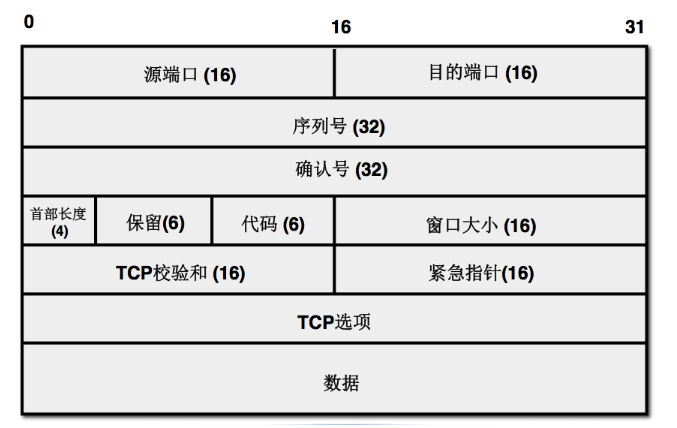 0 16 31
源端口 (16) 目的端口 (16)
序列号 (32)
确认号 (32)
首部长度
(4)
保留(6) 代码 (6) 窗口大小 (16)
TCP校验和 (16) 紧急指针(16)
TCP选项
数据